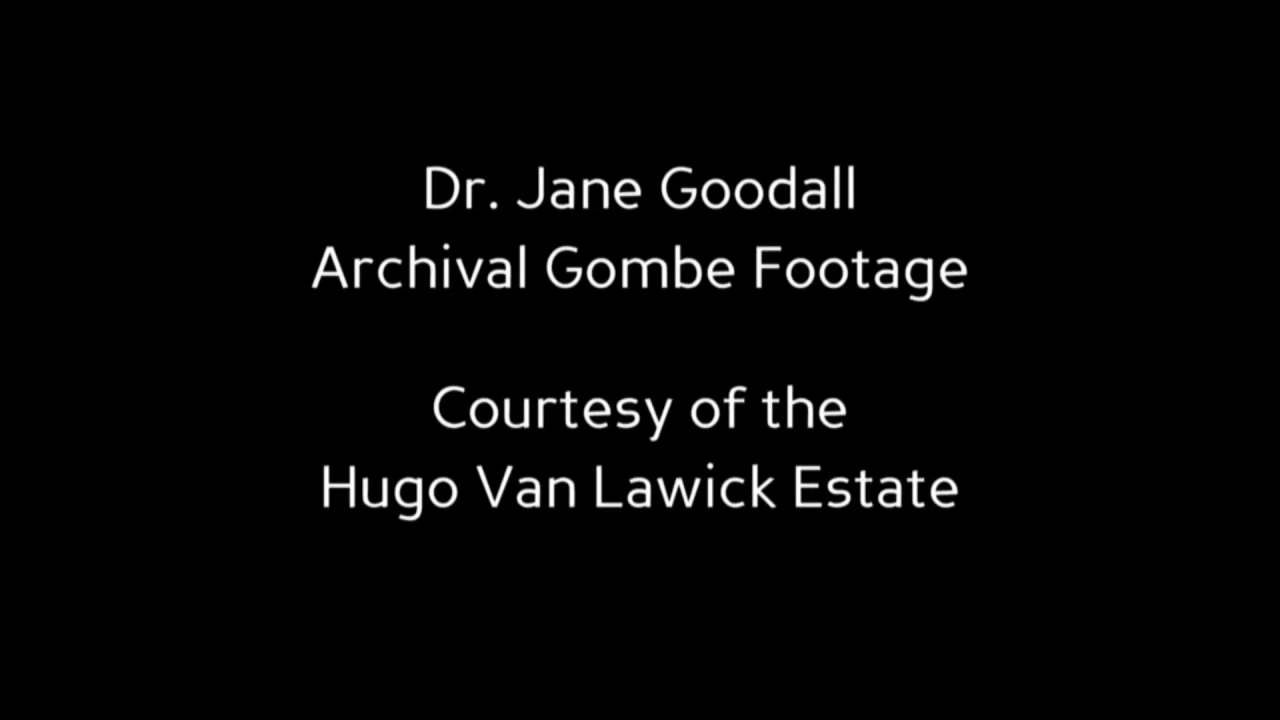 Dr. Jane Goodall
Archival Gombe Footage
Courtesy of the
Hugo Van Lawick Estate